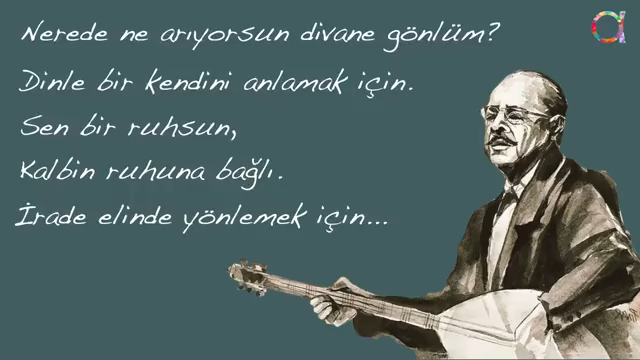 Nerede ne arıyorsun divane gönlüm?
Dinle bir kendini anlamak için.
Sen bir ruhsun,
Kalbin ruhuna bağlı.
İrade elinde yönlemek için...